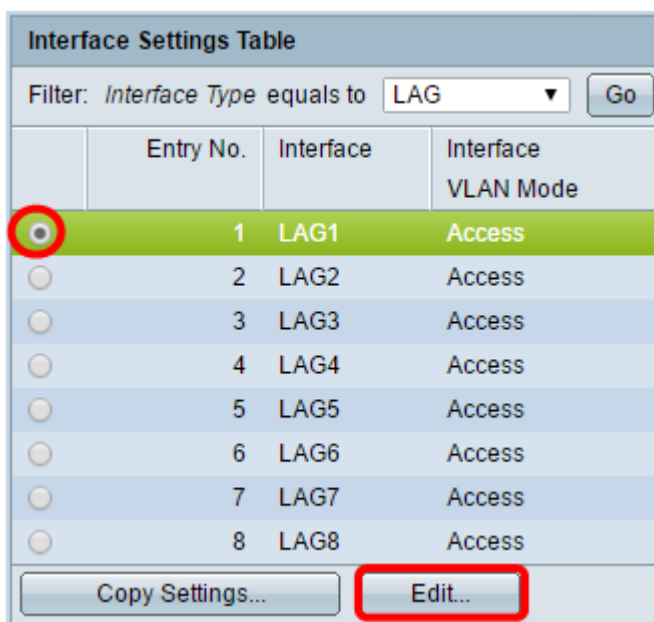 Interface Settings Table
Filter: Interface Type equals to LAG Go
Entry No. Interface Interface
VLAN Mode
1 LAG1 Access
2 LAG2 Access
3 LAG3 Access
4 LAG4 Access
5 LAG5 Access
6 LAG6 Access
7 LAG7 Access
8 LAG8 Access
Copy Settings... Edit...